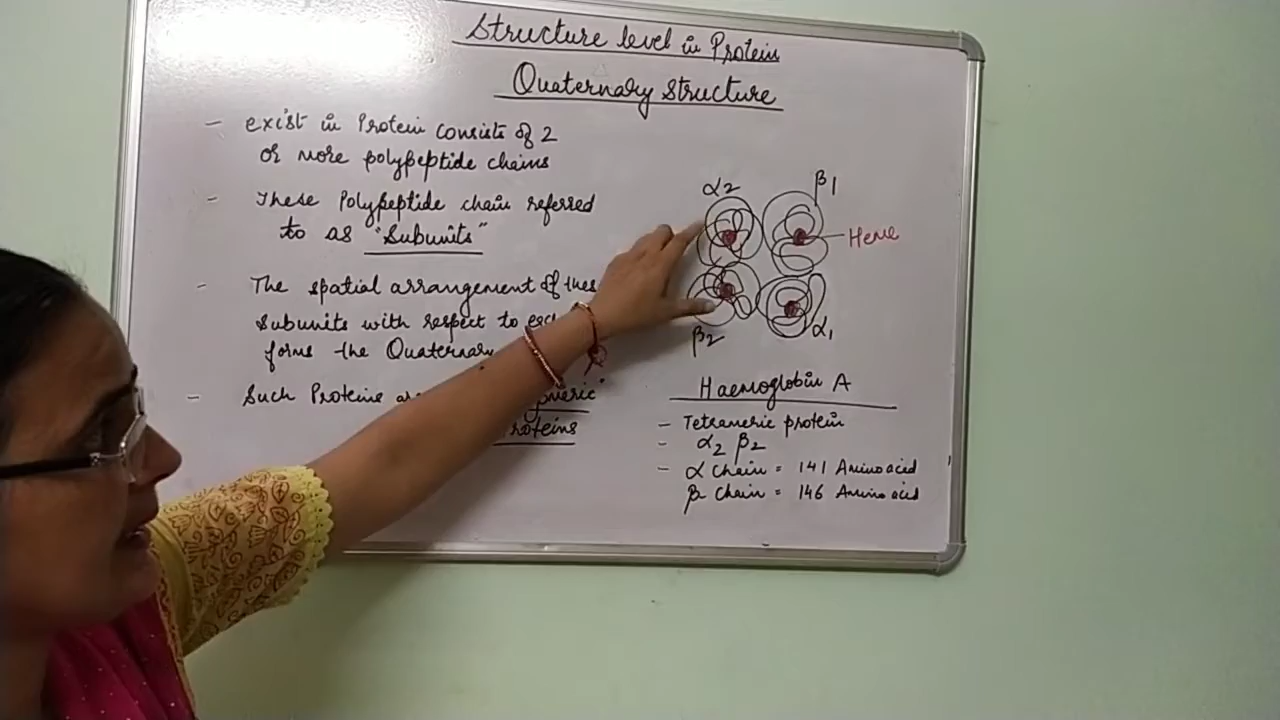 Structure level in Protein
Quaternary Structure
- exist in Protein consists of 2
or more polypeptide chains
- These Polypeptide chain referred
to as "Subunits"
- The spatial arrangement of
Subunits with respect to
forms the Quaternary
- Such Proteins
α2
β1
Heme
β2
α1
Haemoglobin A
- Tetrameric protein
- α2 β2
- α chain = 141 Amino acid
β chain = 146 Amino acid